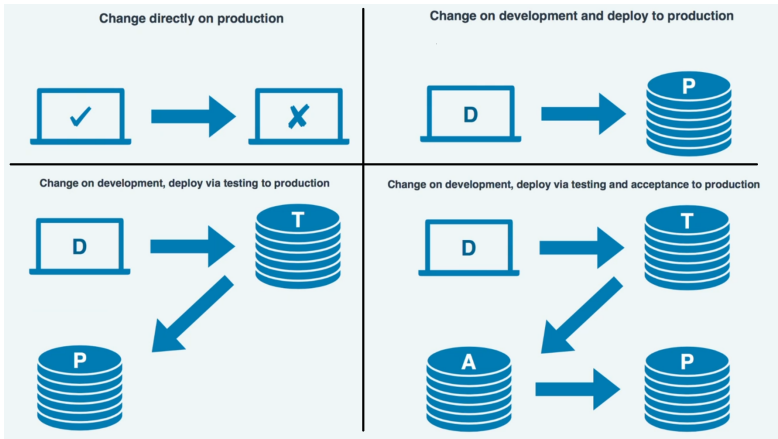 Change directly on production
✓
✗
Change on development and deploy to production
D
P
Change on development, deploy via testing to production
D
T
P
Change on development, deploy via testing and acceptance to production
D
T
A
P